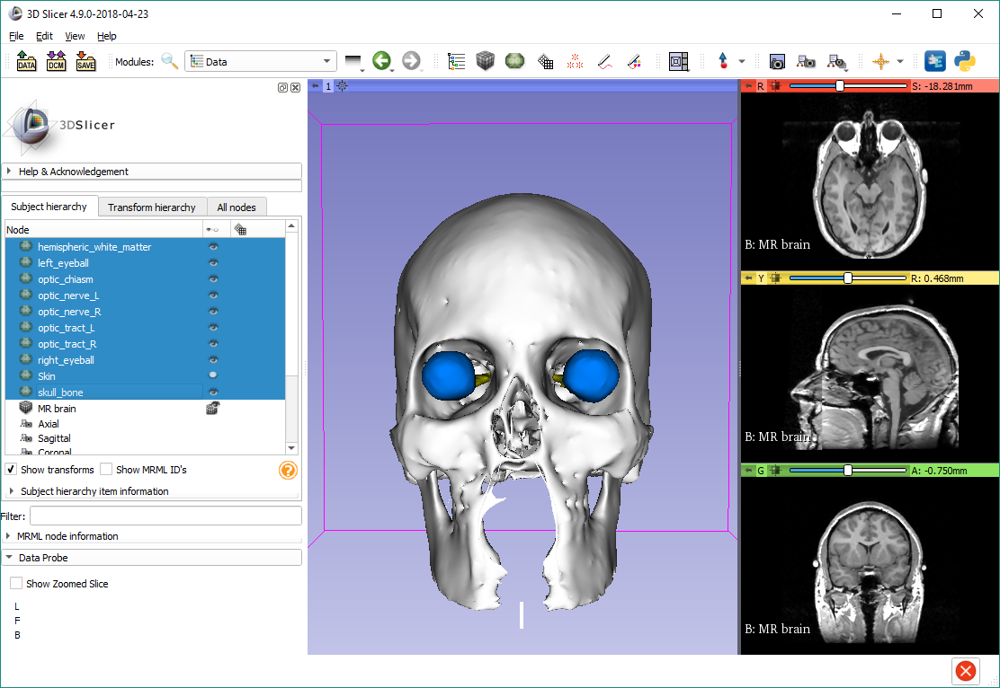 3D Slicer 4.9.0-2018-04-23
File Edit View Help
DATA DCM SAVE Modules: Data
3DSlicer
Help & Acknowledgement
Subject hierarchy Transform hierarchy All nodes
Node
hemispheric_white_matter
left_eyeball
optic_chiasm
optic_nerve_L
optic_nerve_R
optic_tract_L
optic_tract_R
right_eyeball
Skin
skull_bone
MR brain
Axial
Sagittal
Coronal
Show transforms Show MRML ID's
Subject hierarchy item information
Filter:
MRML node information
Data Probe
Show Zoomed Slice
L
F
B
1
R S: -18.281mm
B: MR brain
Y R: 0.468mm
B: MR brain
G A: -0.750mm
B: MR brain